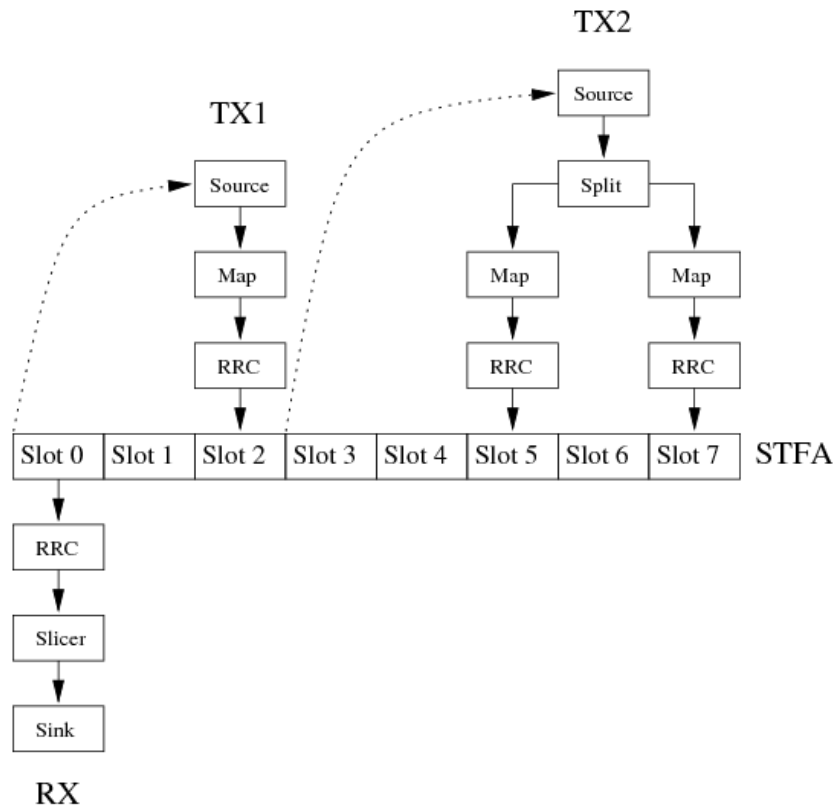 TX2
Source
TX1
Source
Split
Map
Map
Map
RRC
RRC
RRC
Slot 0 Slot 1 Slot 2 Slot 3 Slot 4 Slot 5 Slot 6 Slot 7 STFA
RRC
Slicer
Sink
RX